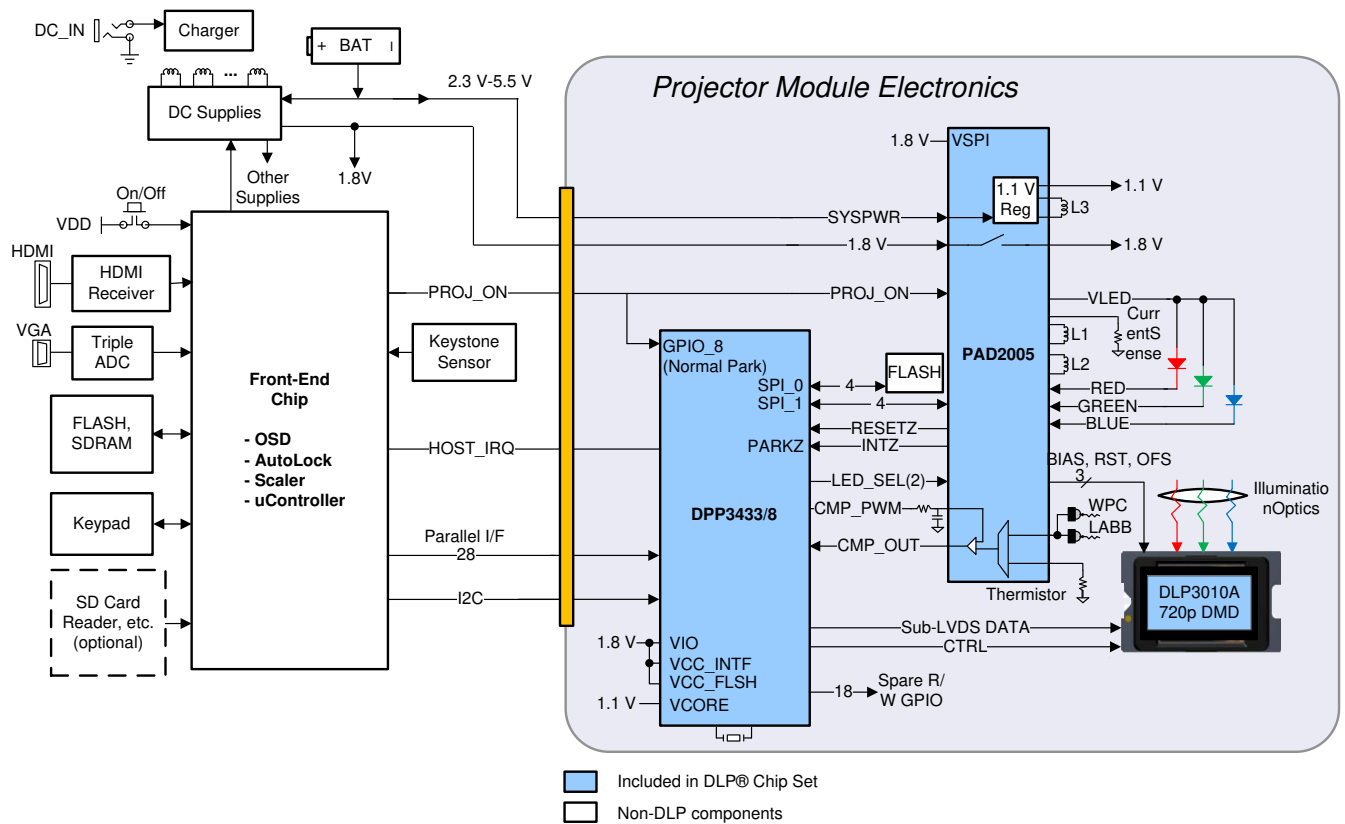 DC_IN
Charger
+ BAT
DC Supplies
2.3 V-5.5 V
Other
Supplies
1.8V
On/Off
VDD
HDMI
HDMI
Receiver
VGA
Triple
ADC
FLASH,
SDRAM
Keypad
SD Card
Reader, etc.
(optional)
Front-End
Chip
- OSD
- AutoLock
- Scaler
- uController
PROJ_ON
Keystone
Sensor
HOST_IRQ
Parallel I/F
28
I2C
Projector Module Electronics
1.8 V
VSPI
1.1 V
Reg
1.1 V
L3
SYSPWR
1.8 V
1.8 V
PROJ_ON
VLED
Curr
entS
ense
L1
L2
PAD2005
RED
GREEN
BLUE
GPIO_8
(Normal Park)
SPI_0
4
FLASH
SPI_1
4
RESETZ
PARKZ
INTZ
LED_SEL(2)
DPP3433/8
CMP_PWM
CMP_OUT
BIAS, RST, OFS
3
WPC
LABB
Thermistor
Illuminatio
nOptics
DLP3010A
720p DMD
Sub-LVDS DATA
CTRL
1.8 V
VIO
VCC_INTF
VCC_FLSH
1.1 V
VCORE
18
Spare R/
W GPIO
Included in DLP® Chip Set
Non-DLP components